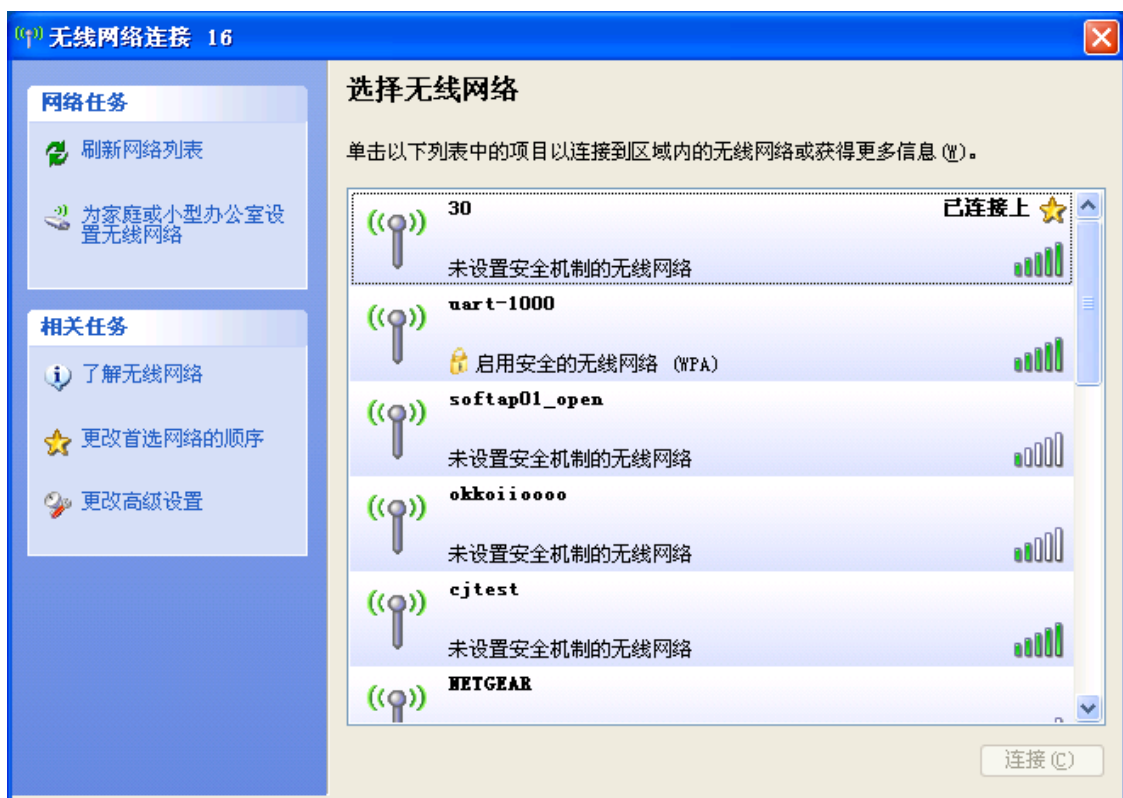 无线网络连接 16
网络任务
刷新网络列表
为家庭或小型办公室设
置无线网络
相关任务
了解无线网络
更改首选网络的顺序
更改高级设置
选择无线网络
单击以下列表中的项目以连接到区域内的无线网络或获得更多信息(W)。
30 已连接上
未设置安全机制的无线网络
uart-1000
启用安全的无线网络 (WPA)
softap01_open
未设置安全机制的无线网络
okkoiioooo
未设置安全机制的无线网络
cjtest
未设置安全机制的无线网络
NETGEAR
连接(C)